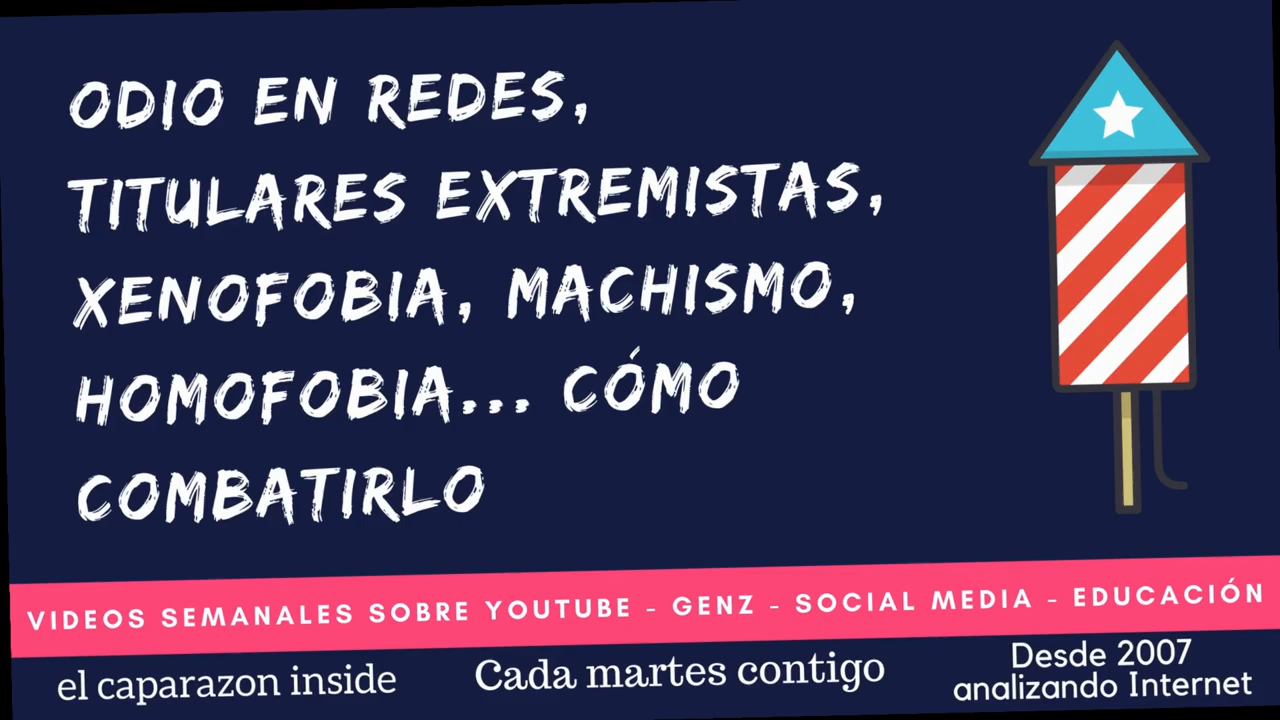 ODIO EN REDES,
TITULARES EXTREMISTAS,
XENOFOBIA, MACHISMO,
HOMOFOBIA... CÓMO
COMBATIRLO
VIDEOS SEMANALES SOBRE YOUTUBE - GENZ - SOCIAL MEDIA - EDUCACIÓN
el caparazon inside
Cada martes contigo
Desde 2007
analizando Internet